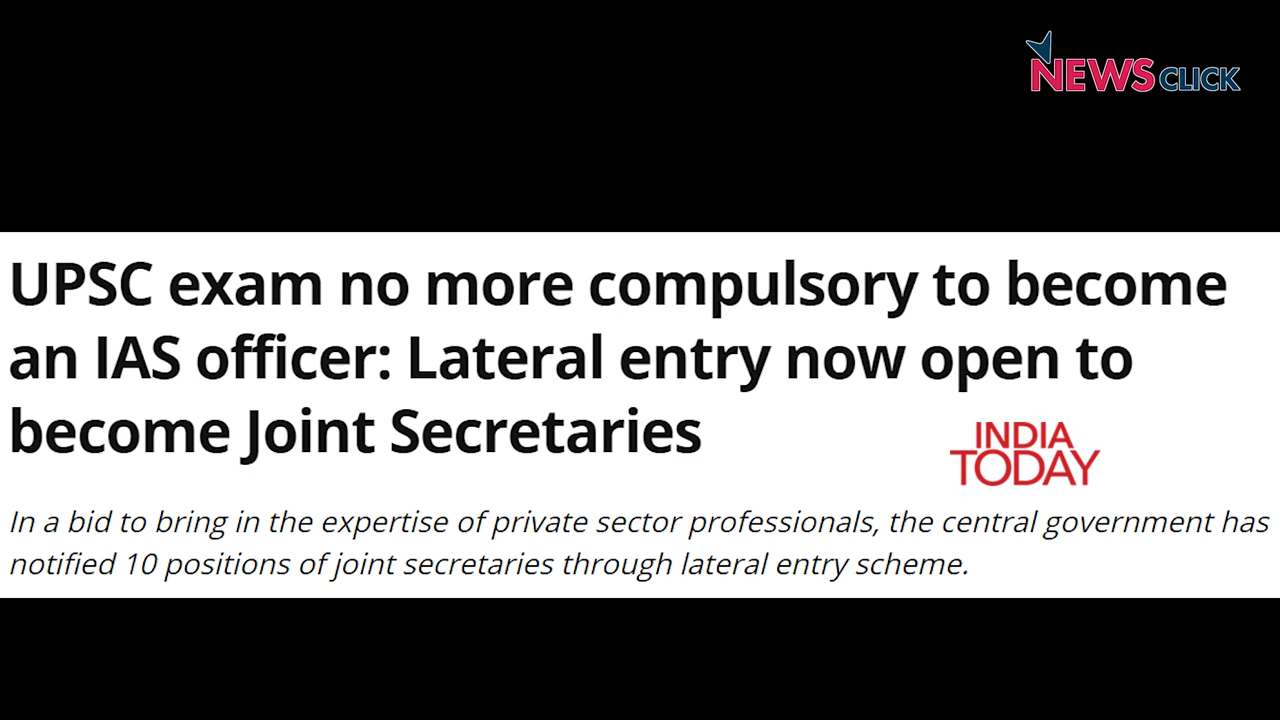 NEWSCLICK
UPSC exam no more compulsory to become
an IAS officer: Lateral entry now open to
become Joint Secretaries
INDIA
TODAY
In a bid to bring in the expertise of private sector professionals, the central government has
notified 10 positions of joint secretaries through lateral entry scheme.